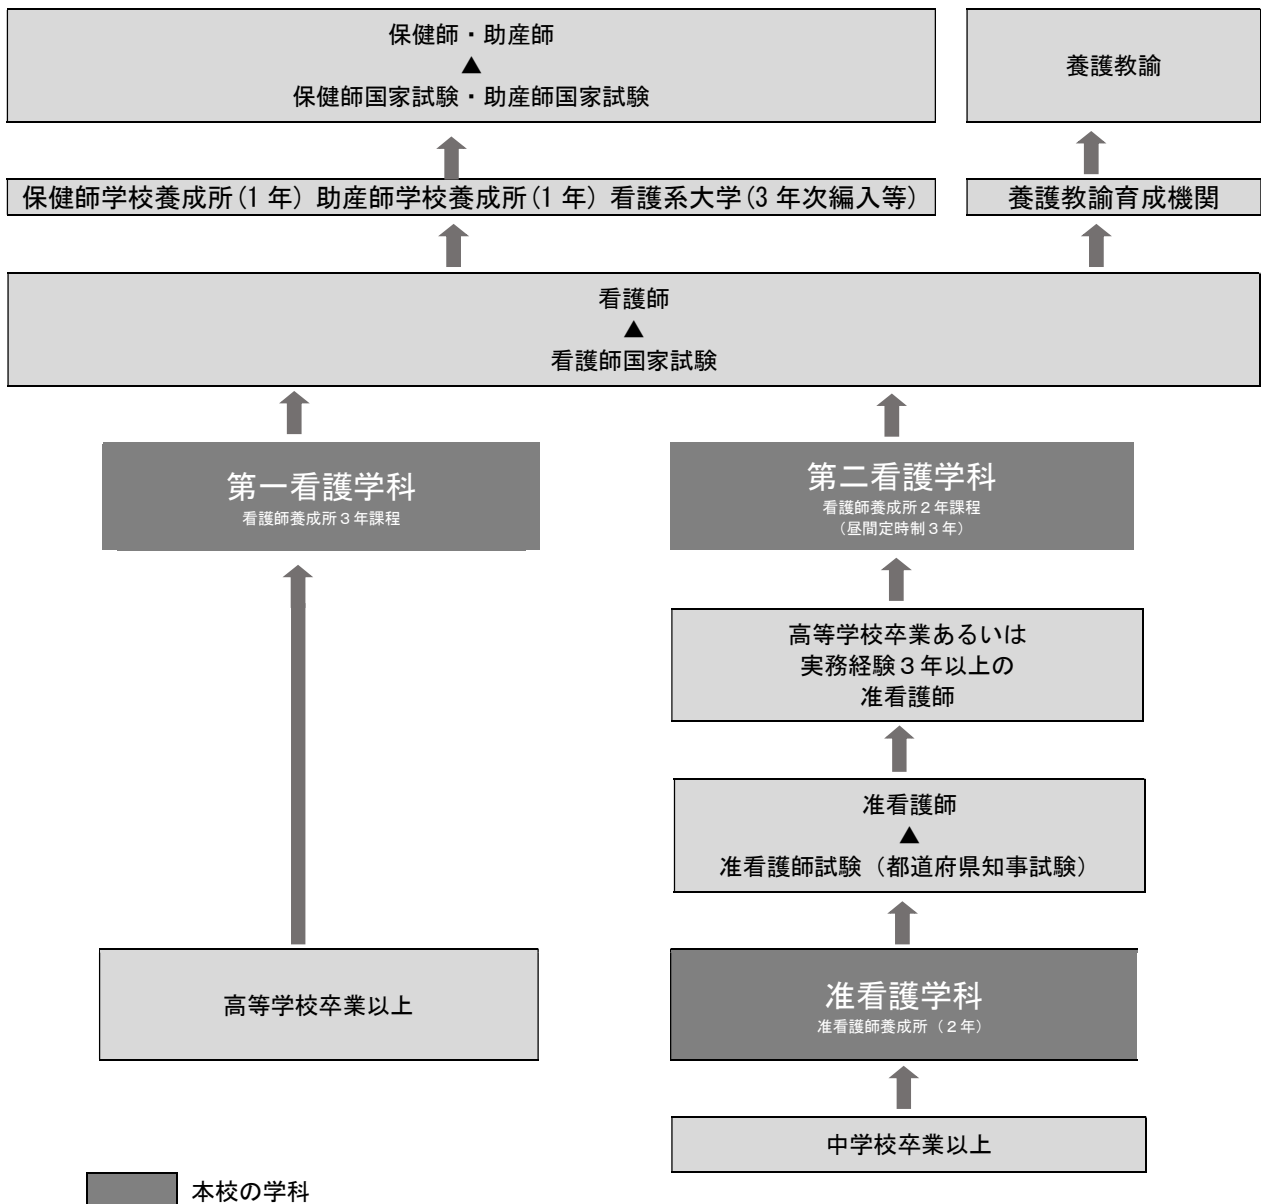 保健師・助産師
▲
保健師国家試験・助産師国家試験
養護教諭
保健師学校養成所(1 年) 助産師学校養成所(1 年) 看護系大学(3 年次編入等)
養護教諭育成機関
看護師
▲
看護師国家試験
第一看護学科
看護師養成所３年課程
第二看護学科
看護師養成所２年課程
（昼間定時制３年）
高等学校卒業あるいは
実務経験３年以上の
准看護師
准看護師
▲
准看護師試験（都道府県知事試験）
高等学校卒業以上
准看護学科
准看護師養成所（２年）
中学校卒業以上
本校の学科